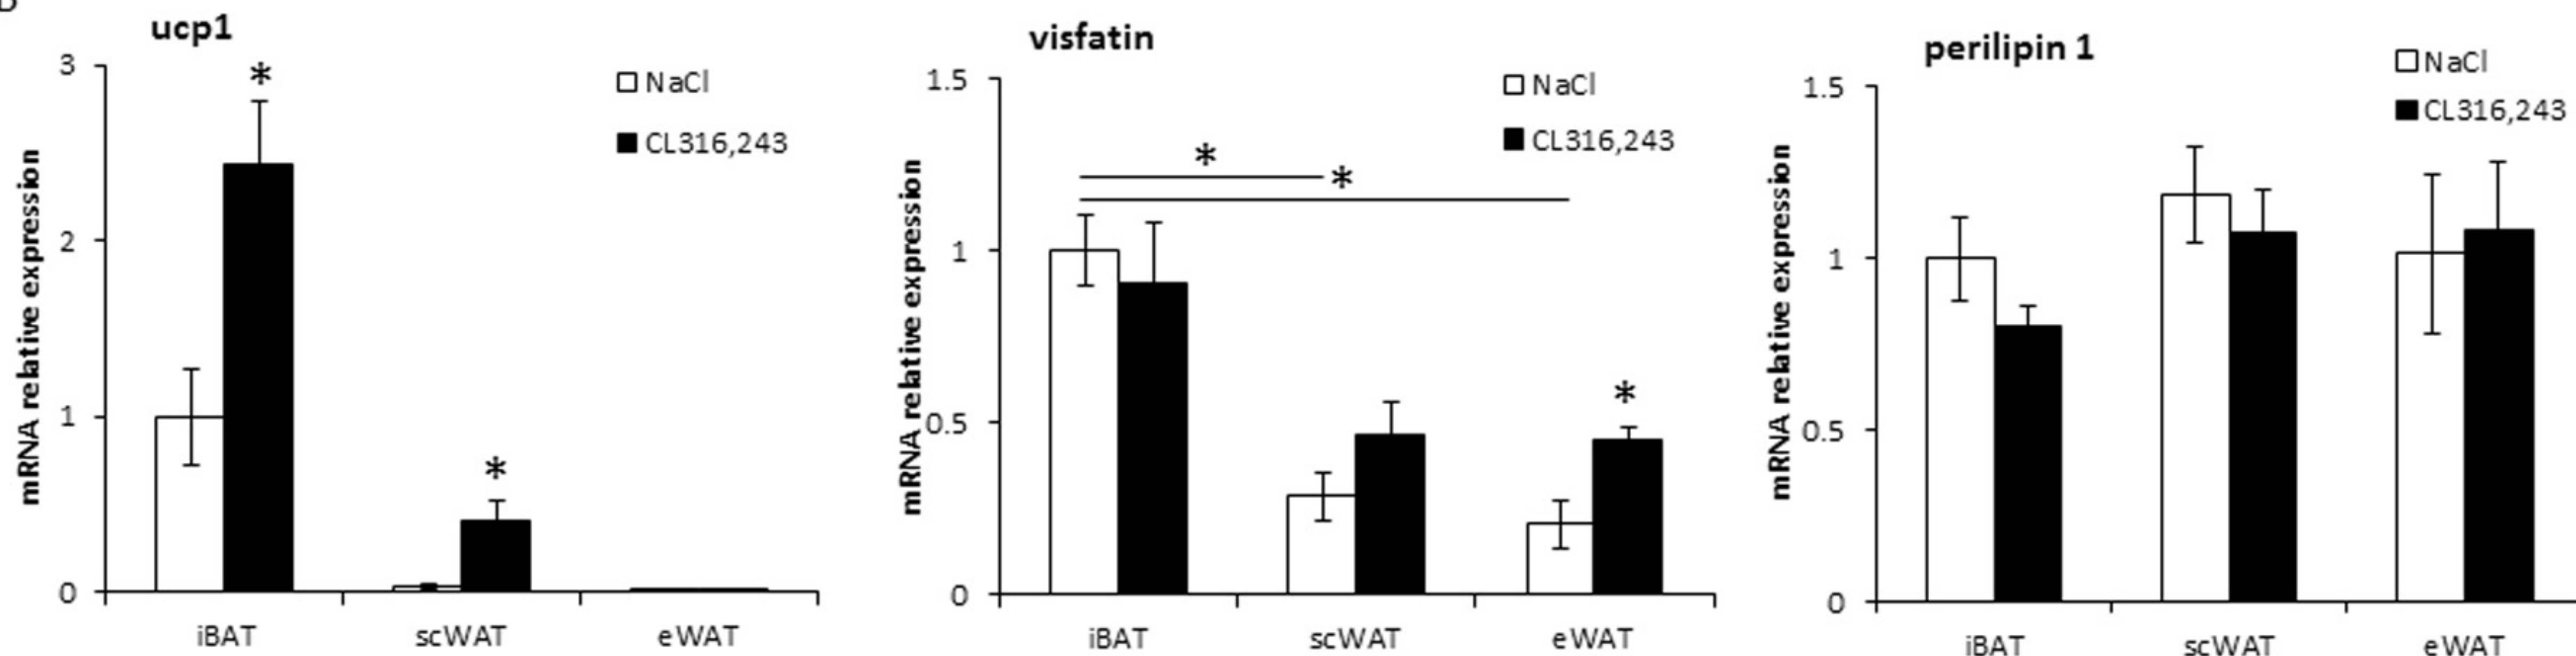 ucp1
3
2
1
0
mRNA relative expression
*
*
NaCl
CL316,243
iBAT scWAT eWAT
visfatin
1.5
1
0.5
0
mRNA relative expression
*
*
*
NaCl
CL316,243
iBAT scWAT eWAT
perilipin 1
1.5
1
0.5
0
mRNA relative expression
NaCl
CL316,243
iBAT scWAT eWAT